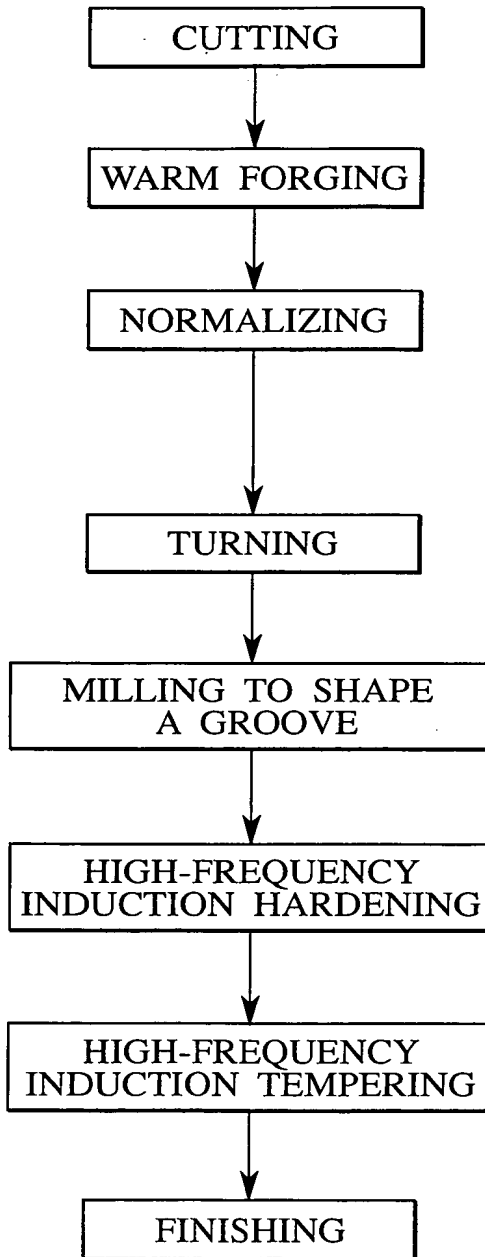 CUTTING
WARM FORGING
NORMALIZING
TURNING
MILLING TO SHAPE
A GROOVE
HIGH-FREQUENCY
INDUCTION HARDENING
HIGH-FREQUENCY
INDUCTION TEMPERING
FINISHING